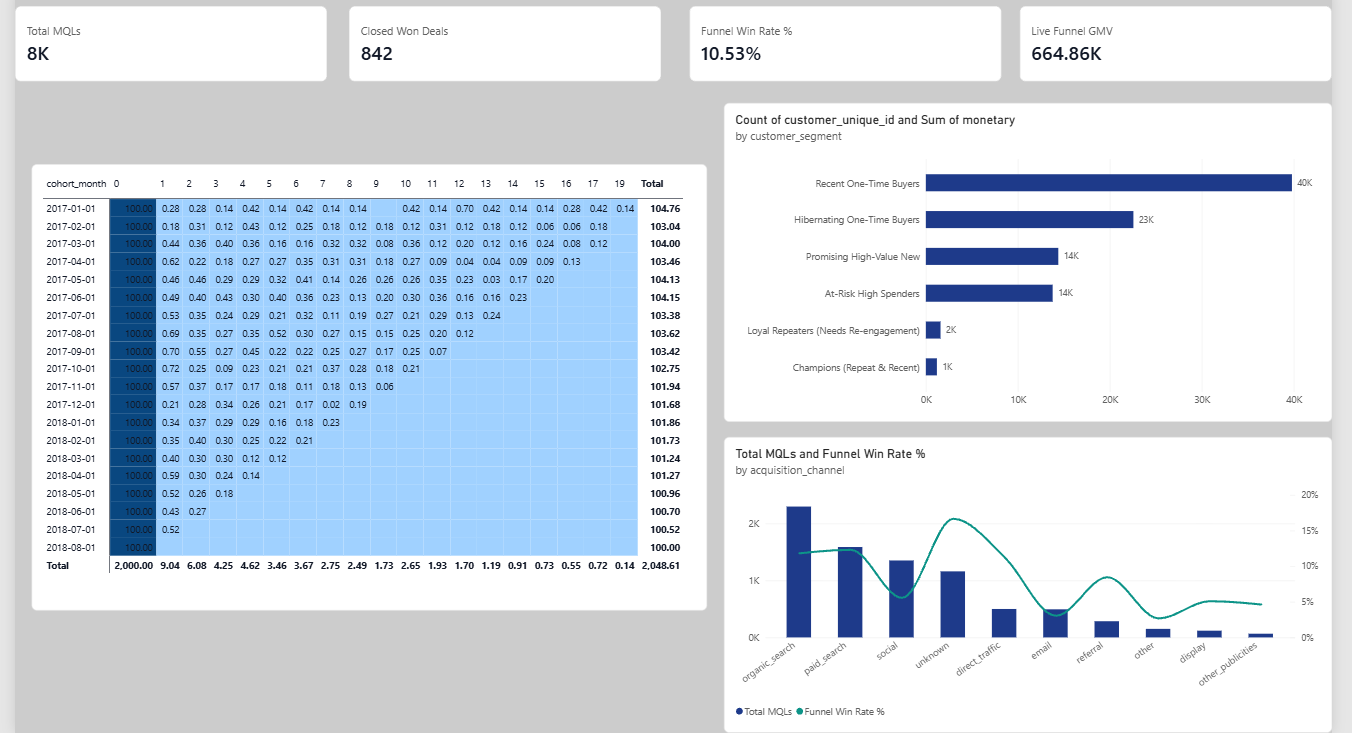 Total MQLs
8K
Closed Won Deals
842
Funnel Win Rate %
10.53%
Live Funnel GMV
664.86K
cohort_month 0 1 2 3 4 5 6 7 8 9 10 11 12 13 14 15 16 17 19 Total
2017-01-01 100.00 0.28 0.28 0.14 0.42 0.14 0.42 0.14 0.14 0.42 0.14 0.70 0.42 0.14 0.14 0.28 0.42 0.14 104.76
2017-02-01 100.00 0.18 0.31 0.12 0.43 0.12 0.25 0.18 0.12 0.18 0.12 0.31 0.12 0.18 0.12 0.06 0.06 0.18 103.04
2017-03-01 100.00 0.44 0.36 0.40 0.36 0.16 0.16 0.32 0.32 0.08 0.36 0.12 0.20 0.12 0.16 0.24 0.08 0.12 104.00
2017-04-01 100.00 0.62 0.22 0.18 0.27 0.27 0.35 0.31 0.31 0.18 0.27 0.09 0.04 0.04 0.09 0.09 0.13 103.46
2017-05-01 100.00 0.46 0.46 0.29 0.29 0.32 0.41 0.14 0.26 0.26 0.26 0.35 0.23 0.03 0.17 0.20 104.13
2017-06-01 100.00 0.49 0.40 0.43 0.30 0.40 0.36 0.23 0.13 0.20 0.30 0.36 0.16 0.16 0.23 104.15
2017-07-01 100.00 0.53 0.35 0.24 0.29 0.21 0.32 0.11 0.19 0.27 0.21 0.29 0.13 0.24 103.38
2017-08-01 100.00 0.69 0.35 0.27 0.35 0.52 0.30 0.27 0.15 0.15 0.25 0.20 0.12 103.62
2017-09-01 100.00 0.70 0.55 0.27 0.45 0.22 0.22 0.25 0.27 0.17 0.25 0.07 103.42
2017-10-01 100.00 0.72 0.25 0.09 0.23 0.21 0.21 0.37 0.28 0.18 0.21 102.75
2017-11-01 100.00 0.57 0.37 0.17 0.17 0.18 0.11 0.18 0.13 0.06 101.94
2017-12-01 100.00 0.21 0.28 0.34 0.26 0.21 0.17 0.02 0.19 101.68
2018-01-01 100.00 0.34 0.37 0.29 0.29 0.16 0.18 0.23 101.86
2018-02-01 100.00 0.35 0.40 0.30 0.25 0.22 0.21 101.73
2018-03-01 100.00 0.40 0.30 0.30 0.12 0.12 101.24
2018-04-01 100.00 0.59 0.30 0.24 0.14 101.27
2018-05-01 100.00 0.52 0.26 0.18 100.96
2018-06-01 100.00 0.43 0.27 100.70
2018-07-01 100.00 0.52 100.52
2018-08-01 100.00 100.00
Total 2,000.00 9.04 6.08 4.25 4.62 3.46 3.67 2.75 2.49 1.73 2.65 1.93 1.70 1.19 0.91 0.73 0.55 0.72 0.14 2,048.61
Count of customer_unique_id and Sum of monetary
by customer_segment
Recent One-Time Buyers 40K
Hibernating One-Time Buyers 23K
Promising High-Value New 14K
At-Risk High Spenders 14K
Loyal Repeaters (Needs Re-engagement) 2K
Champions (Repeat & Recent) 1K
0K 10K 20K 30K 40K
Total MQLs and Funnel Win Rate %
by acquisition_channel
20%
2K 15%
10%
1K
5%
0K 0%
organic_search paid_search social unknown direct_traffic email referral other display other_publicities
Total MQLs Funnel Win Rate %